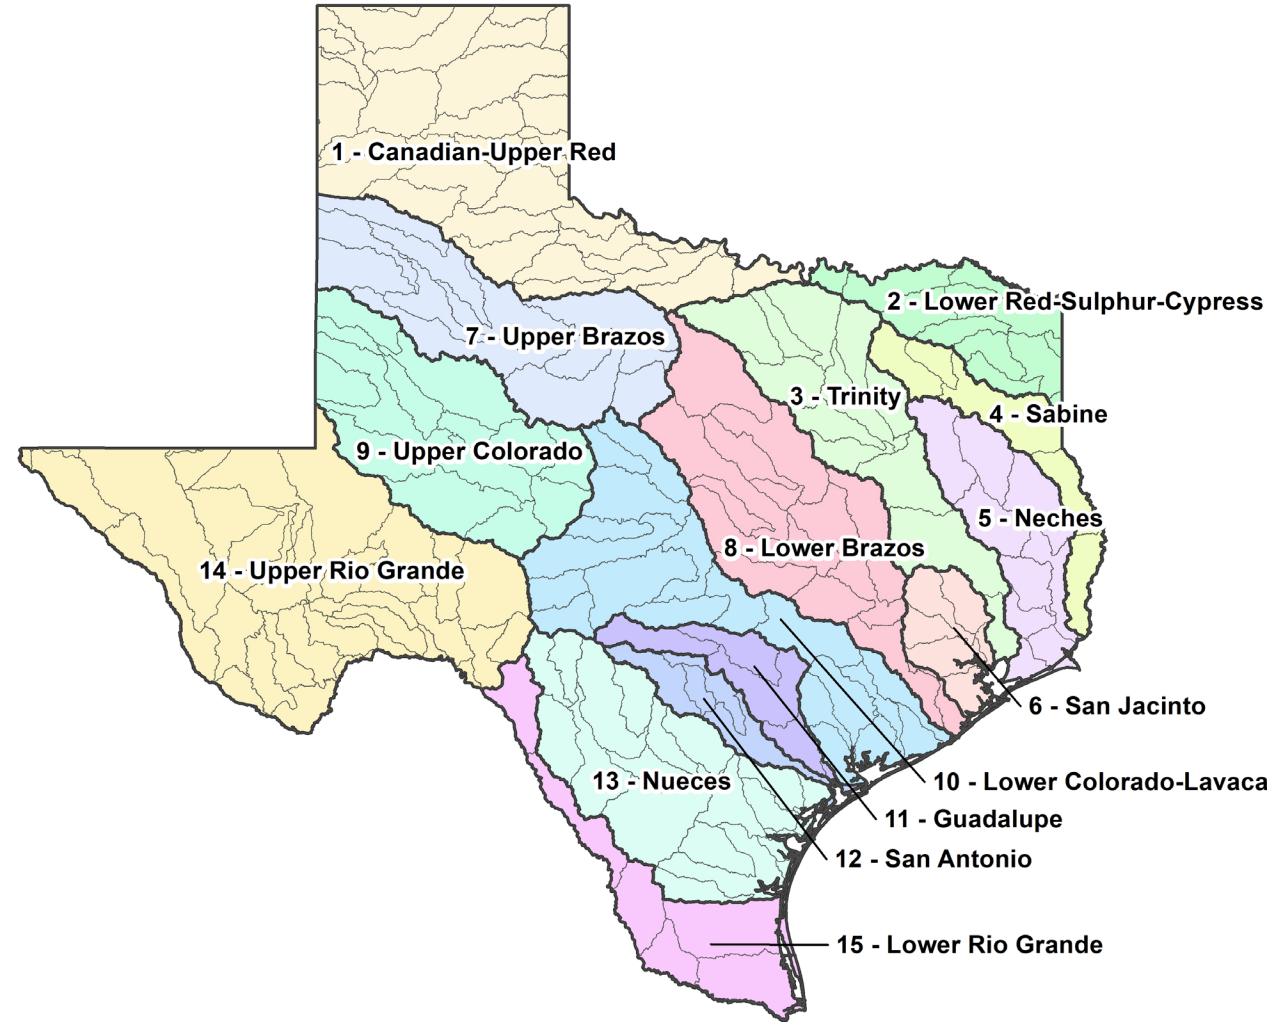 1 - Canadian-Upper Red
2 - Lower Red-Sulphur-Cypress
7 - Upper Brazos
3 - Trinity
4 - Sabine
9 - Upper Colorado
5 - Neches
8 - Lower Brazos
14 - Upper Rio Grande
6 - San Jacinto
13 - Nueces
10 - Lower Colorado-Lavaca
11 - Guadalupe
12 - San Antonio
15 - Lower Rio Grande